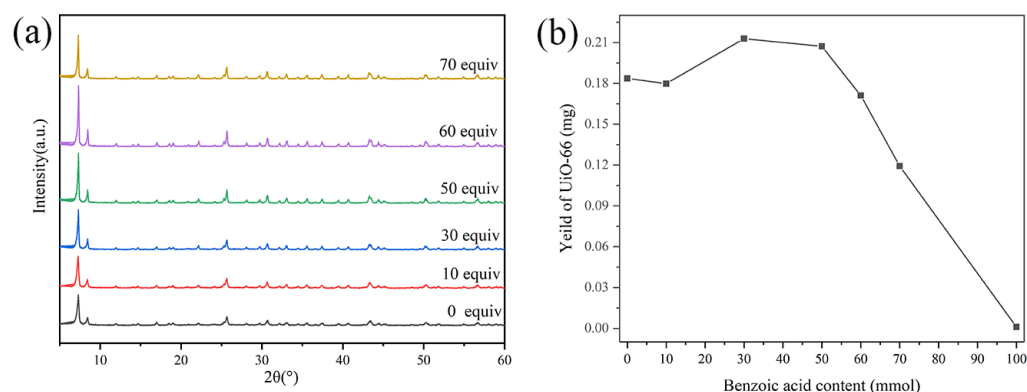 (a)
Intensity(a.u.)
70 equiv
60 equiv
50 equiv
30 equiv
10 equiv
0 equiv
10 20 30 40 50 60
2θ(°)
(b)
Yeild of UiO-66 (mg)
0.21
0.18
0.15
0.12
0.09
0.06
0.03
0.00
0 10 20 30 40 50 60 70 80 90 100
Benzoic acid content (mmol)